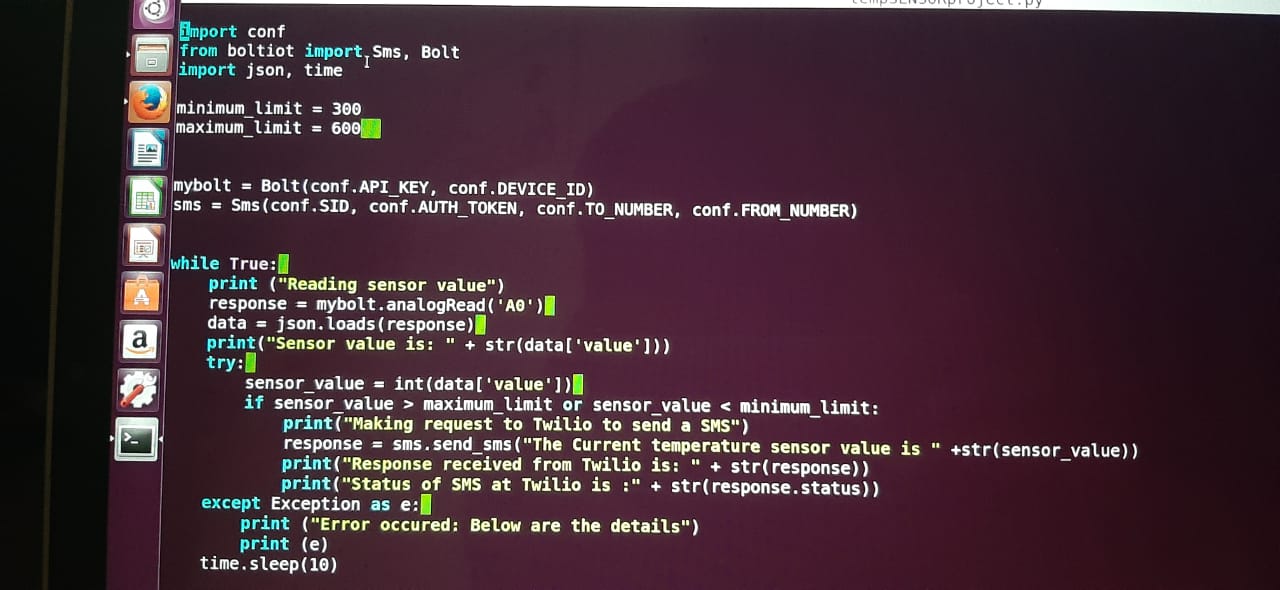 tempSENSORproject.py
import conf
from boltiot import Sms, Bolt
import json, time
minimum_limit = 300
maximum_limit = 600
mybolt = Bolt(conf.API_KEY, conf.DEVICE_ID)
sms = Sms(conf.SID, conf.AUTH_TOKEN, conf.TO_NUMBER, conf.FROM_NUMBER)
while True:
    print ("Reading sensor value")
    response = mybolt.analogRead('A0')
    data = json.loads(response)
    print("Sensor value is: " + str(data['value']))
    try:
        sensor_value = int(data['value'])
        if sensor_value > maximum_limit or sensor_value < minimum_limit:
            print("Making request to Twilio to send a SMS")
            response = sms.send_sms("The Current temperature sensor value is " +str(sensor_value))
            print("Response received from Twilio is: " + str(response))
            print("Status of SMS at Twilio is :" + str(response.status))
    except Exception as e:
        print ("Error occured: Below are the details")
        print (e)
    time.sleep(10)